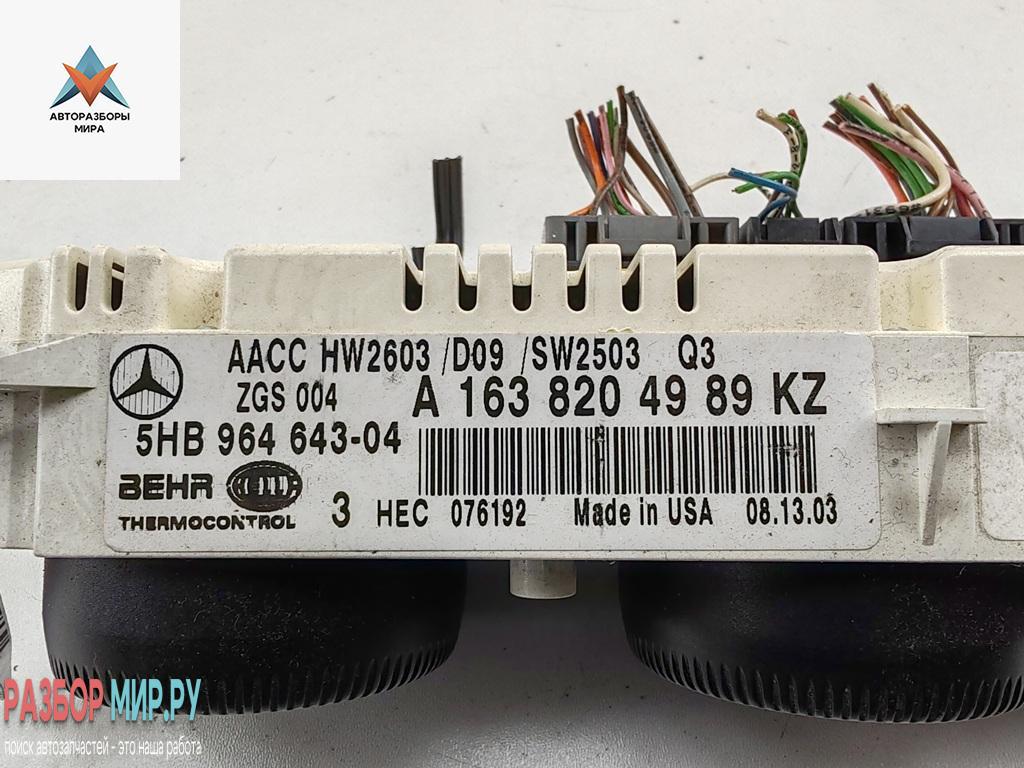 АВТОРАЗБОРЫ
МИРА
AACC HW2603 /D09 /SW2503 Q3
ZGS 004 A 163 820 49 89 KZ
5HB 964 643-04
BEHR
THERMOCONTROL 3 HEC 076192 Made in USA 08.13.03
РАЗБОР МИР.РУ
поиск автозапчастей - это наша работа